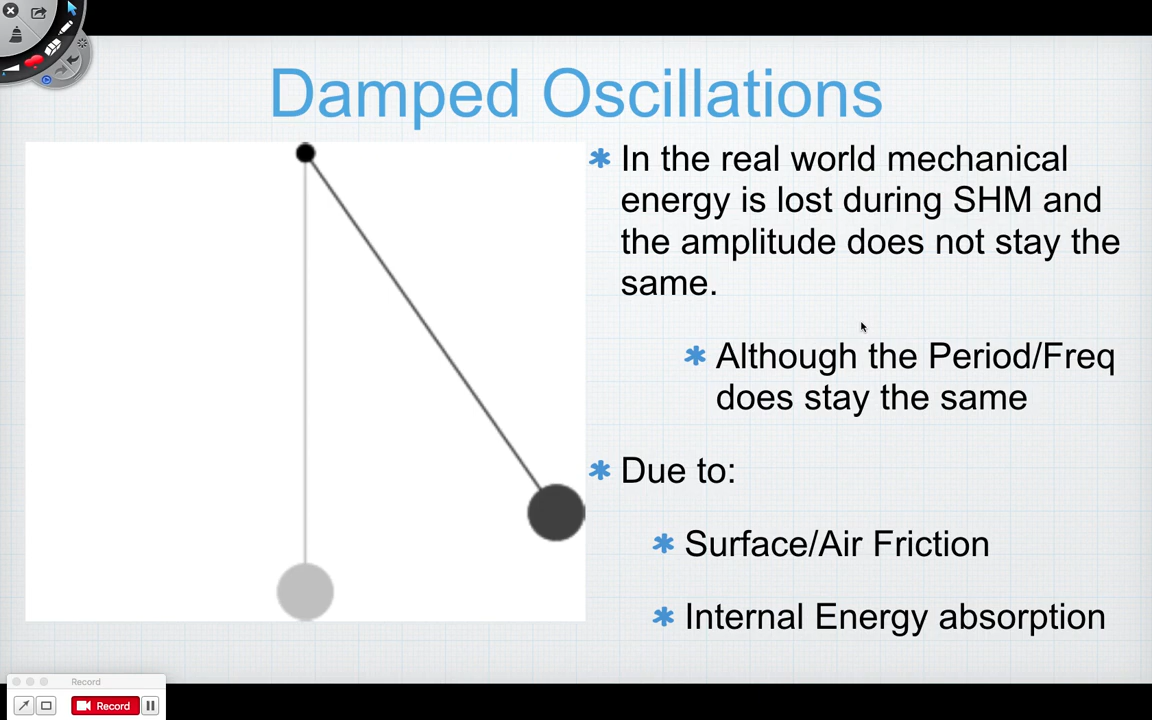 Damped Oscillations
✱ In the real world mechanical
energy is lost during SHM and
the amplitude does not stay the
same.
✱ Although the Period/Freq
does stay the same
✱ Due to:
✱ Surface/Air Friction
✱ Internal Energy absorption
Record
Record